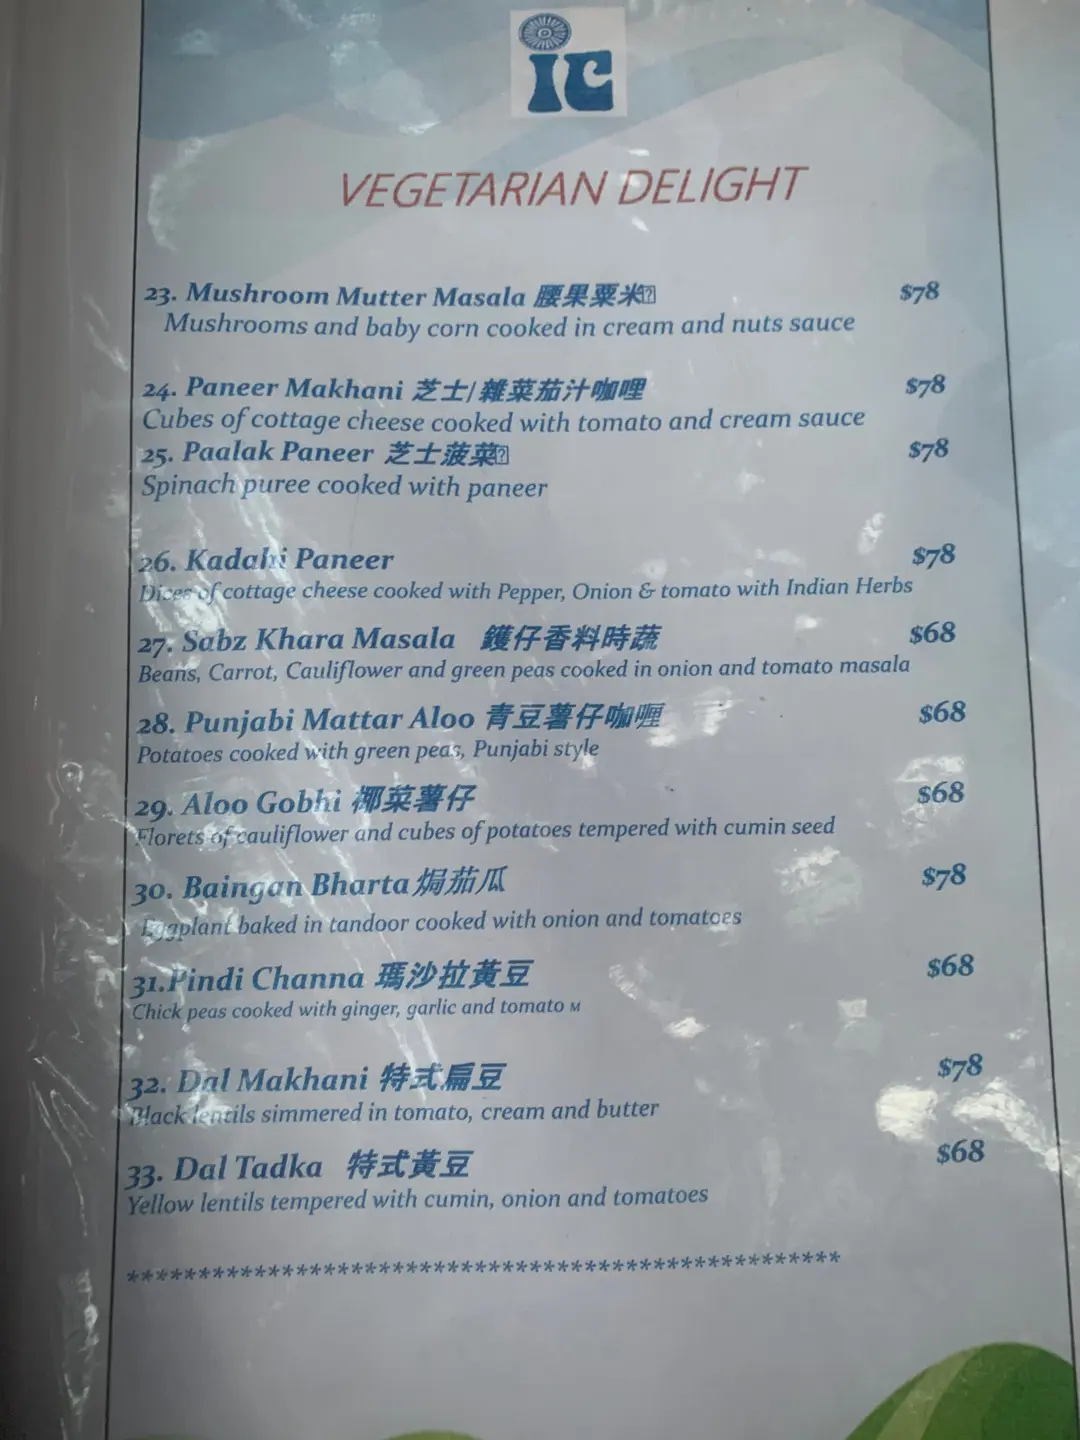 ic
VEGETARIAN DELIGHT
23. Mushroom Mutter Masala 腰果粟米 $78
Mushrooms and baby corn cooked in cream and nuts sauce
24. Paneer Makhani 芝士/雜菜茄汁咖哩 $78
Cubes of cottage cheese cooked with tomato and cream sauce
25. Paalak Paneer 芝士菠菜 $78
Spinach puree cooked with paneer
26. Kadahi Paneer $78
Dices of cottage cheese cooked with Pepper, Onion & tomato with Indian Herbs
27. Sabz Khara Masala 鑊仔香料時蔬 $68
Beans, Carrot, Cauliflower and green peas cooked in onion and tomato masala
28. Punjabi Mattar Aloo 青豆薯仔咖喱 $68
Potatoes cooked with green peas, Punjabi style
29. Aloo Gobhi 椰菜薯仔 $68
Florets of cauliflower and cubes of potatoes tempered with cumin seed
30. Baingan Bharta 焗茄瓜 $78
Eggplant baked in tandoor cooked with onion and tomatoes
31.Pindi Channa 瑪沙拉黃豆 $68
Chick peas cooked with ginger, garlic and tomato M
32. Dal Makhani 特式扁豆 $78
Black lentils simmered in tomato, cream and butter
33. Dal Tadka 特式黃豆 $68
Yellow lentils tempered with cumin, onion and tomatoes
****************************************************